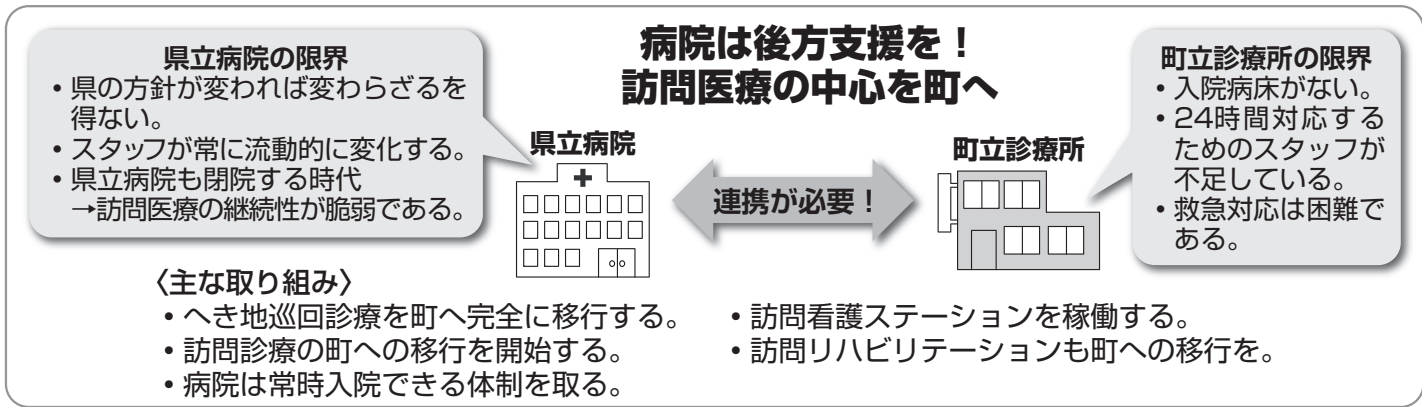 病院は後方支援を!
訪問医療の中心を町へ
県立病院の限界
• 県の方針が変われば変わらざるを
得ない。
• スタッフが常に流動的に変化する。
• 県立病院も閉院する時代
→訪問医療の継続性が脆弱である。
県立病院
連携が必要!
町立診療所
町立診療所の限界
• 入院病床がない。
• 24時間対応する
ためのスタッフが
不足している。
• 救急対応は困難で
ある。
〈主な取り組み〉
• へき地巡回診療を町へ完全に移行する。
• 訪問診療の町への移行を開始する。
• 病院は常時入院できる体制を取る。
• 訪問看護ステーションを稼働する。
• 訪問リハビリテーションも町への移行を。